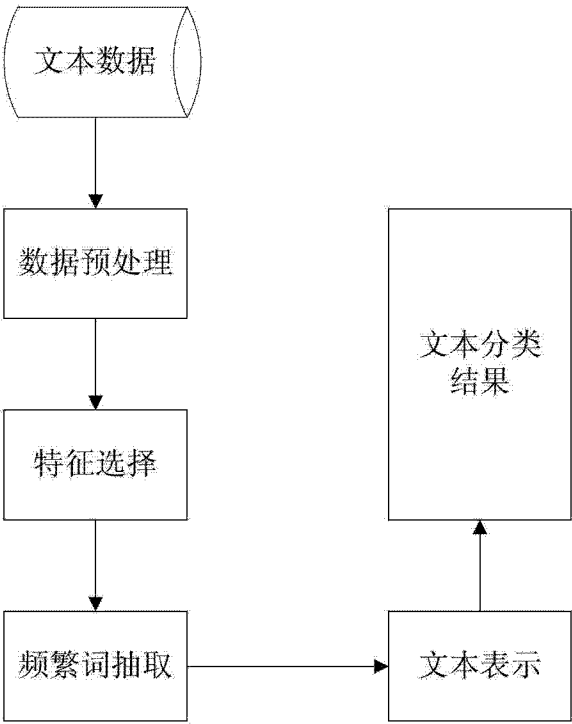 文本数据
数据预处理
特征选择
频繁词抽取
文本表示
文本分类
结果